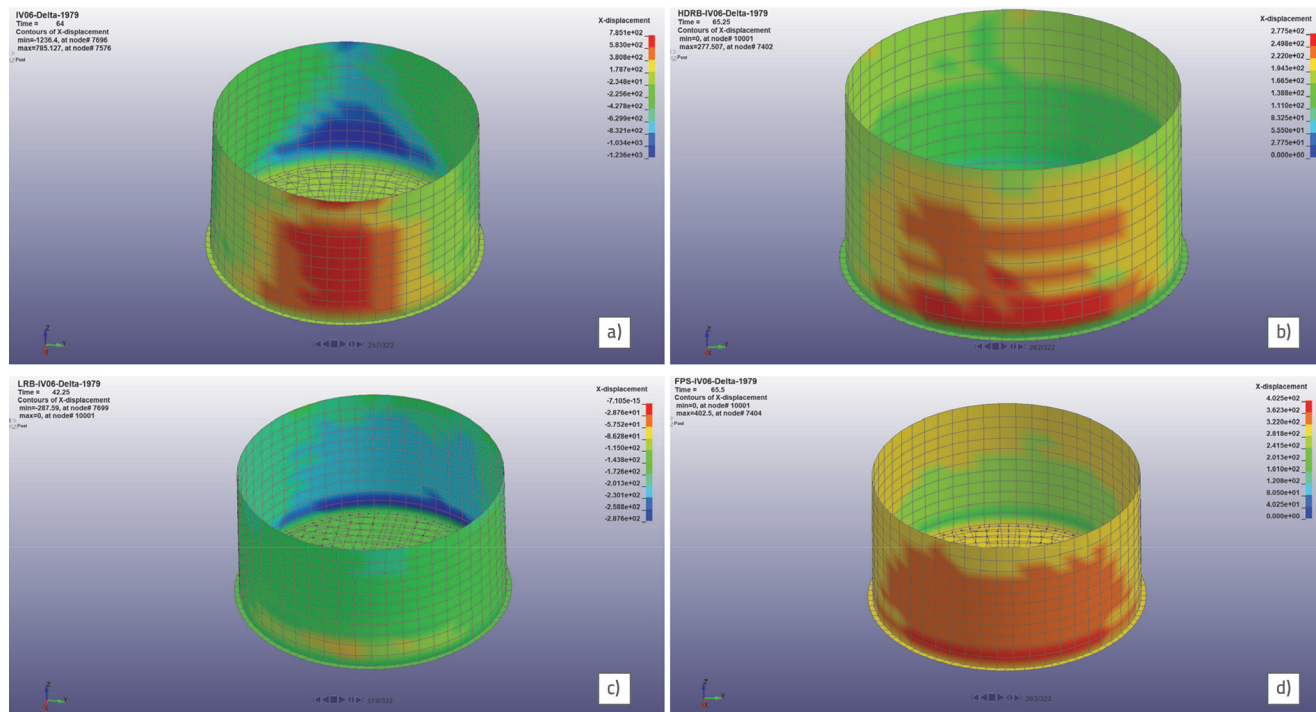 IV06-Delta-1979
Time = 64
Contours of X-displacement
min=-1236.4, at node# 7696
max=785.127, at node# 7576
X-displacement
7.851e+02
5.830e+02
3.808e+02
1.787e+02
-2.348e+01
-2.256e+02
-4.278e+02
-6.299e+02
-8.321e+02
-1.034e+03
-1.236e+03
Z
Y
X
257/322
a)
HDRB-IV06-Delta-1979
Time = 65.25
Contours of X-displacement
min=0, at node# 10001
max=277.507, at node# 7402
Post
X-displacement
2.775e+02
2.498e+02
2.220e+02
1.943e+02
1.665e+02
1.388e+02
1.110e+02
8.325e+01
5.550e+01
2.775e+01
0.000e+00
Z
Y
X
262/322
b)
LRB-IV06-Delta-1979
Time = 42.25
Contours of X-displacement
min=-287.59, at node# 7699
max=0, at node# 10001
Post
X-displacement
-7.105e-15
-2.876e+01
-5.752e+01
-8.628e+01
-1.150e+02
-1.438e+02
-1.726e+02
-2.013e+02
-2.301e+02
-2.588e+02
-2.876e+02
Z
Y
X
c)
FPS-IV06-Delta-1979
Time = 65.5
Contours of X-displacement
min=0, at node# 10001
max=402.5, at node# 7404
Post
X-displacement
4.025e+02
3.623e+02
3.220e+02
2.818e+02
2.415e+02
2.013e+02
1.610e+02
1.208e+02
8.050e+01
4.025e+01
0.000e+00
Z
Y
X
263/322
d)